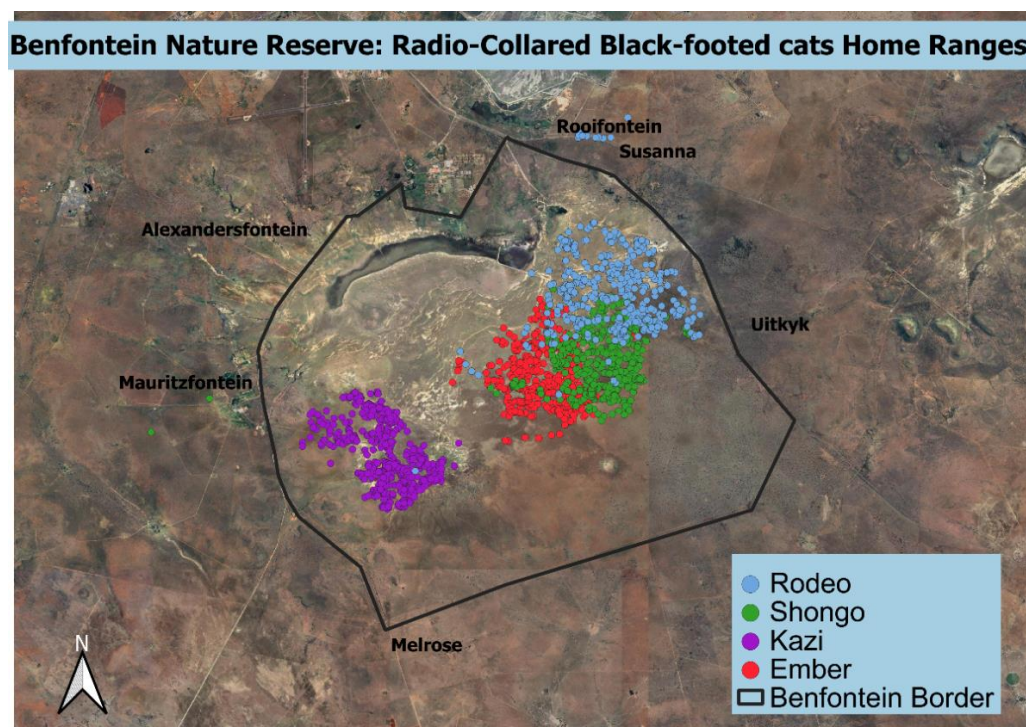 Benfontein Nature Reserve: Radio-Collared Black-footed cats Home Ranges
Rooifontein
Susanna
Alexandersfontein
Uitkyk
Mauritzfontein
Melrose
N
Rodeo
Shongo
Kazi
Ember
Benfontein Border